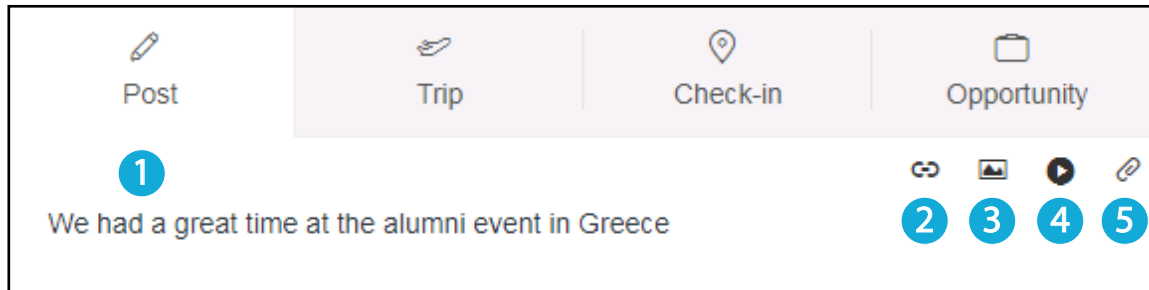 Post Trip Check-in Opportunity
1
We had a great time at the alumni event in Greece 2 3 4 5